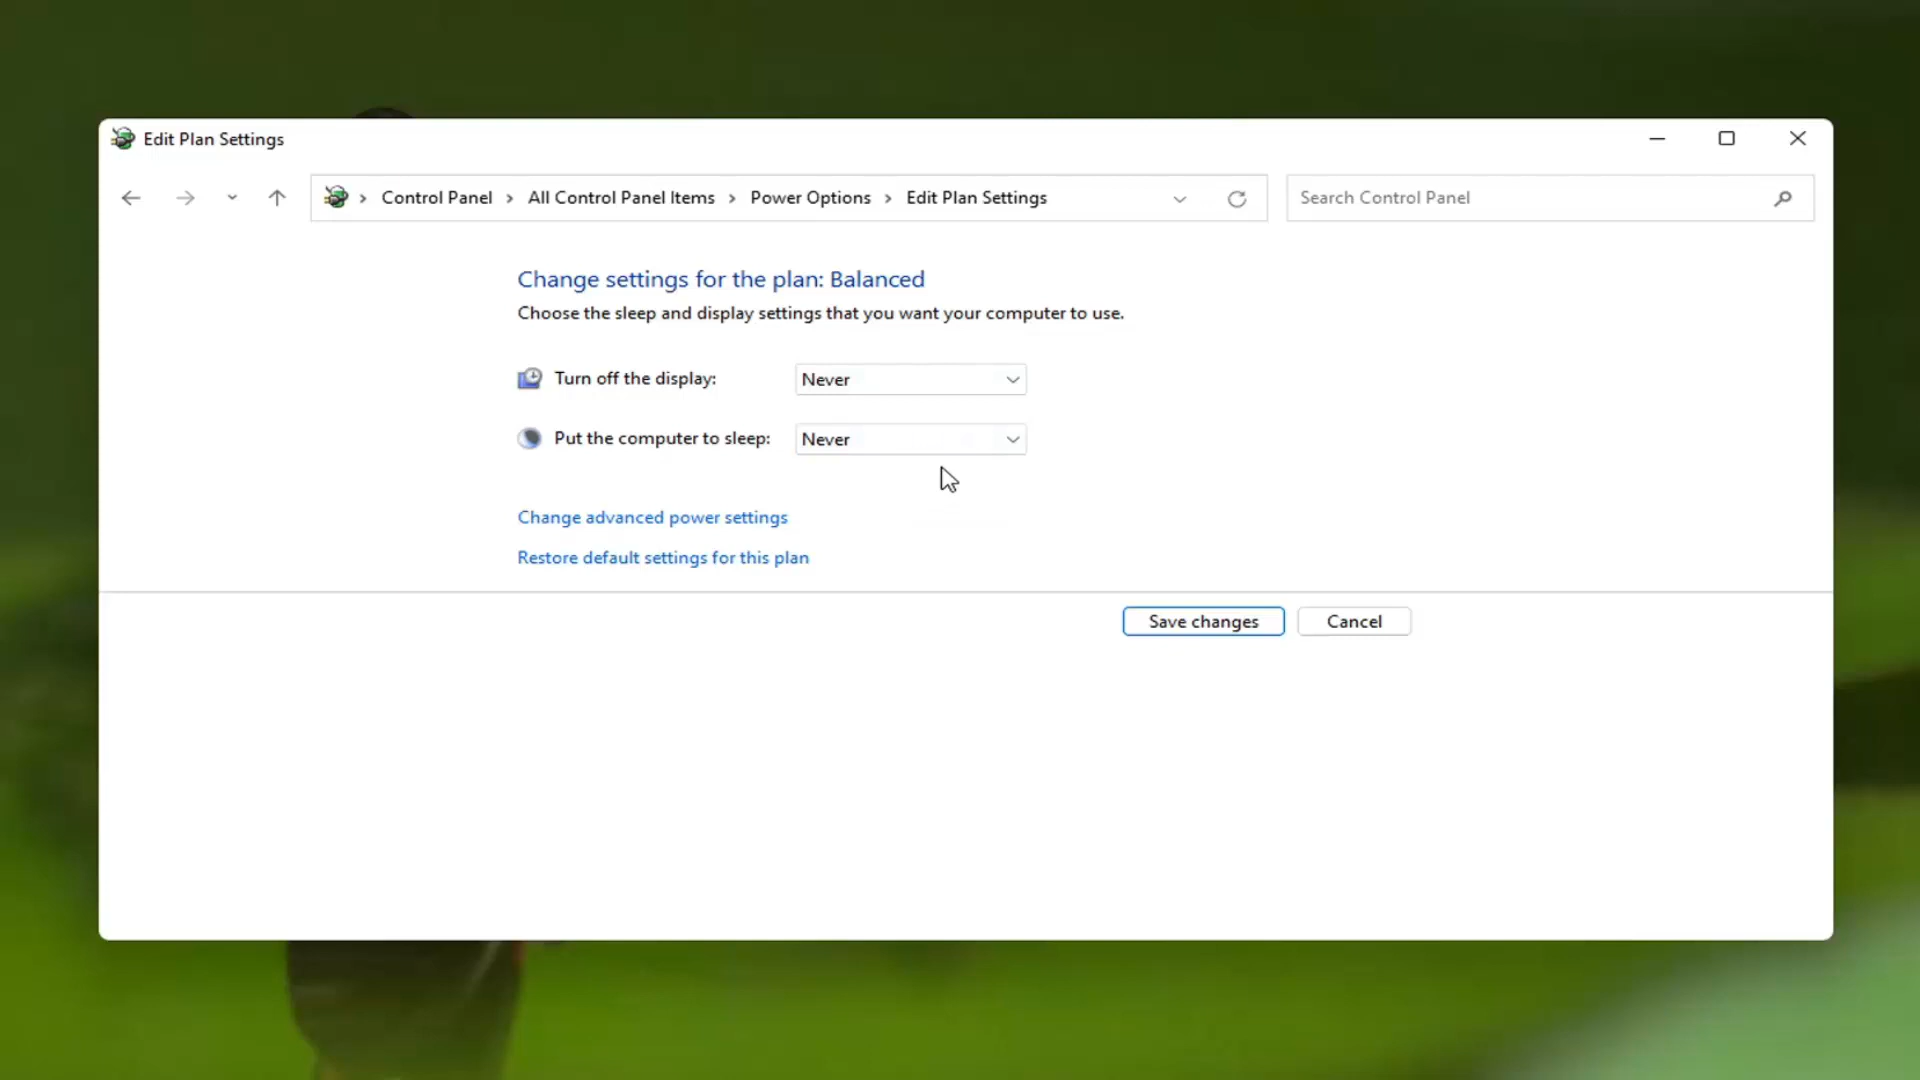 Edit Plan Settings
Control Panel > All Control Panel Items > Power Options > Edit Plan Settings
Search Control Panel
Change settings for the plan: Balanced
Choose the sleep and display settings that you want your computer to use.
Turn off the display: Never
Put the computer to sleep: Never
Change advanced power settings
Restore default settings for this plan
Save changes Cancel